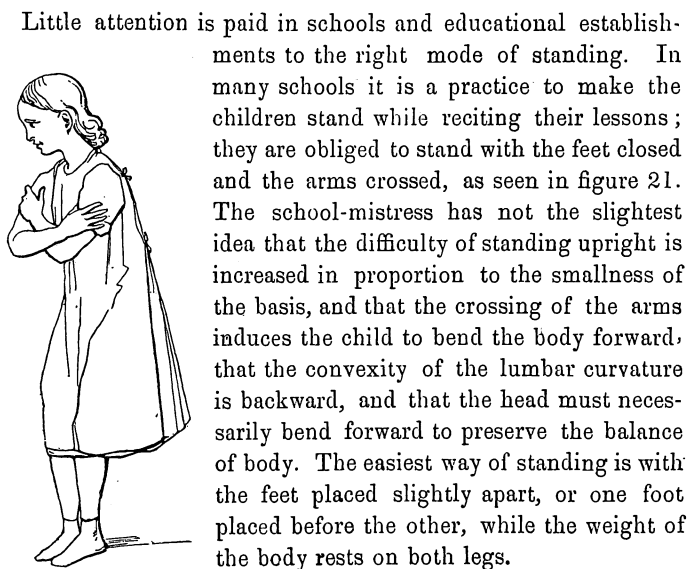 Little attention is paid in schools and educational establish-
ments to the right mode of standing. In
many schools it is a practice to make the
children stand while reciting their lessons ;
they are obliged to stand with the feet closed
and the arms crossed, as seen in figure 21.
The school-mistress has not the slightest
idea that the difficulty of standing upright is
increased in proportion to the smallness of
the basis, and that the crossing of the arms
induces the child to bend the body forward,
that the convexity of the lumbar curvature
is backward, and that the head must neces-
sarily bend forward to preserve the balance
of body. The easiest way of standing is with
the feet placed slightly apart, or one foot
placed before the other, while the weight of
the body rests on both legs.